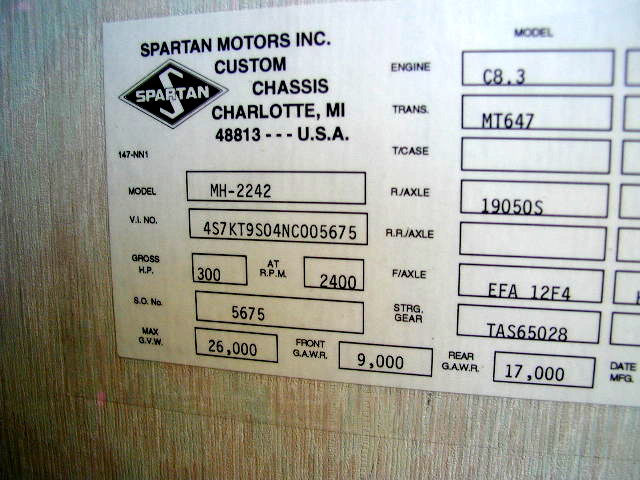 SPARTAN MOTORS INC.
CUSTOM
CHASSIS
CHARLOTTE, MI
48813 --- U.S.A.
SPARTAN
147-NN1
MODEL MH-2242
V.I. NO. 4S7KT9S04NC005675
GROSS H.P. 300 AT R.P.M. 2400
S.O. No. 5675
MAX G.V.W. 26,000 FRONT G.A.W.R. 9,000 REAR G.A.W.R. 17,000 DATE MFG.
MODEL
ENGINE C8.3
TRANS. MT647
T/CASE
R./AXLE 19050S
R.R./AXLE
F/AXLE EFA 12F4
STRG. GEAR TAS65028